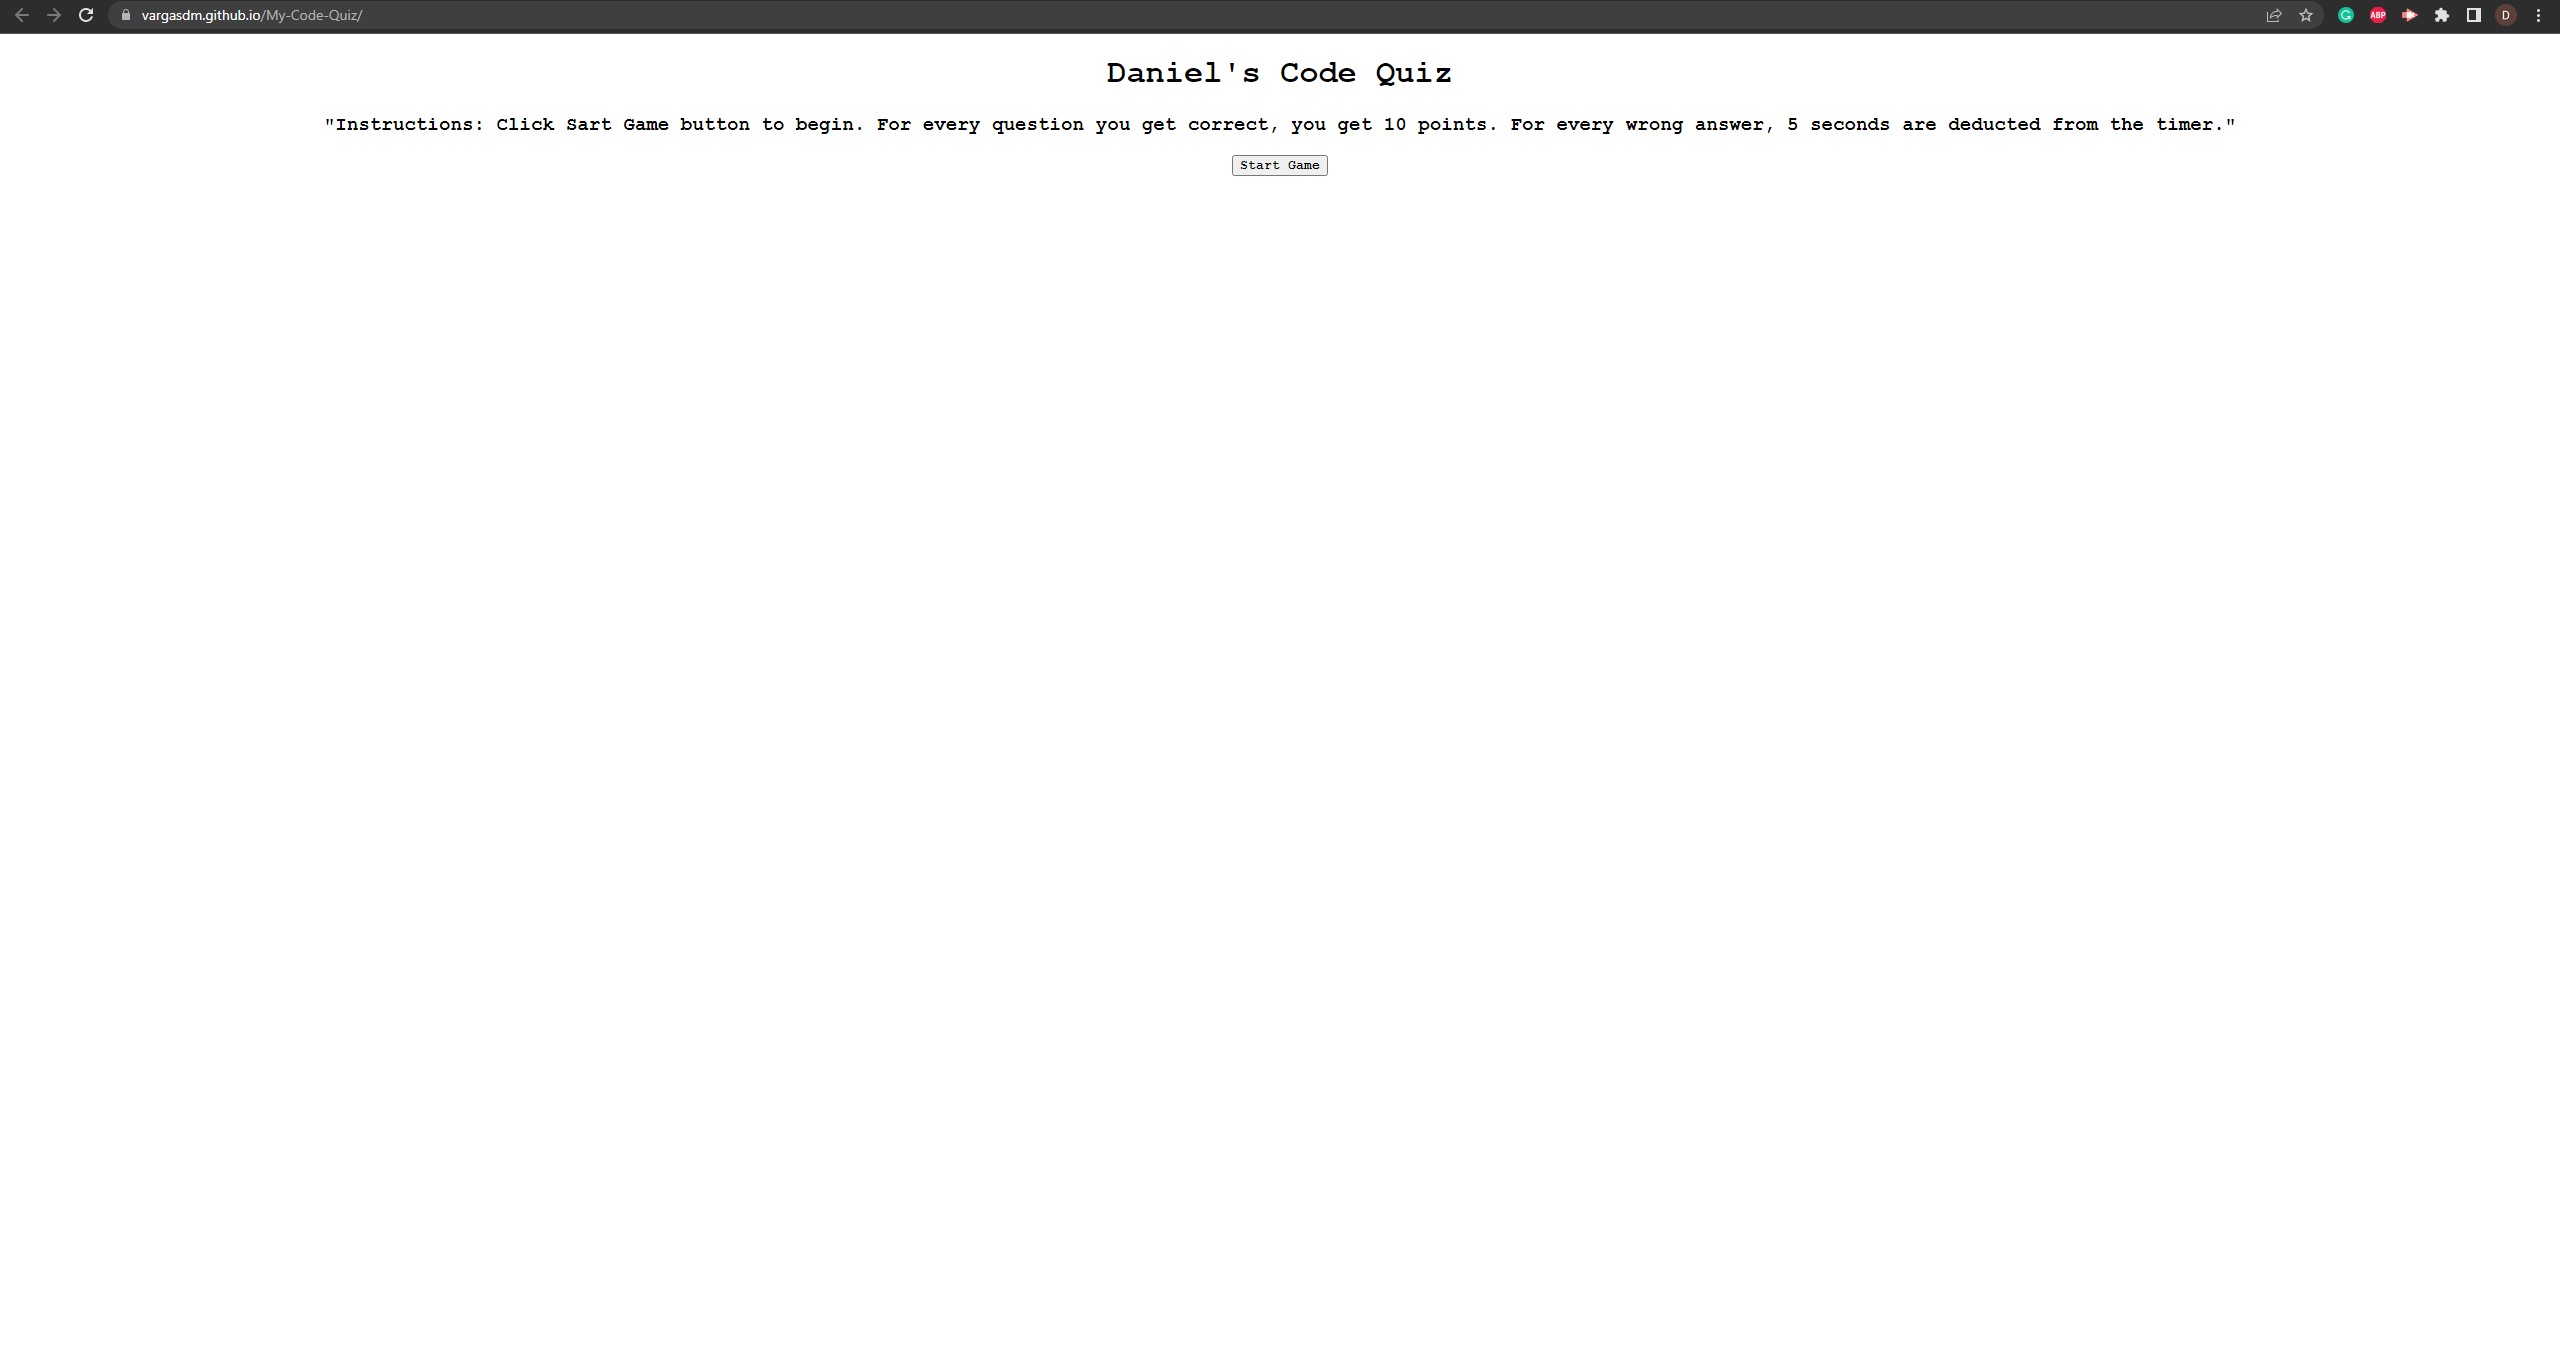 vargasdm.github.io/My-Code-Quiz/
ABP
D
Daniel's Code Quiz
"Instructions: Click Sart Game button to begin. For every question you get correct, you get 10 points. For every wrong answer, 5 seconds are deducted from the timer."
Start Game